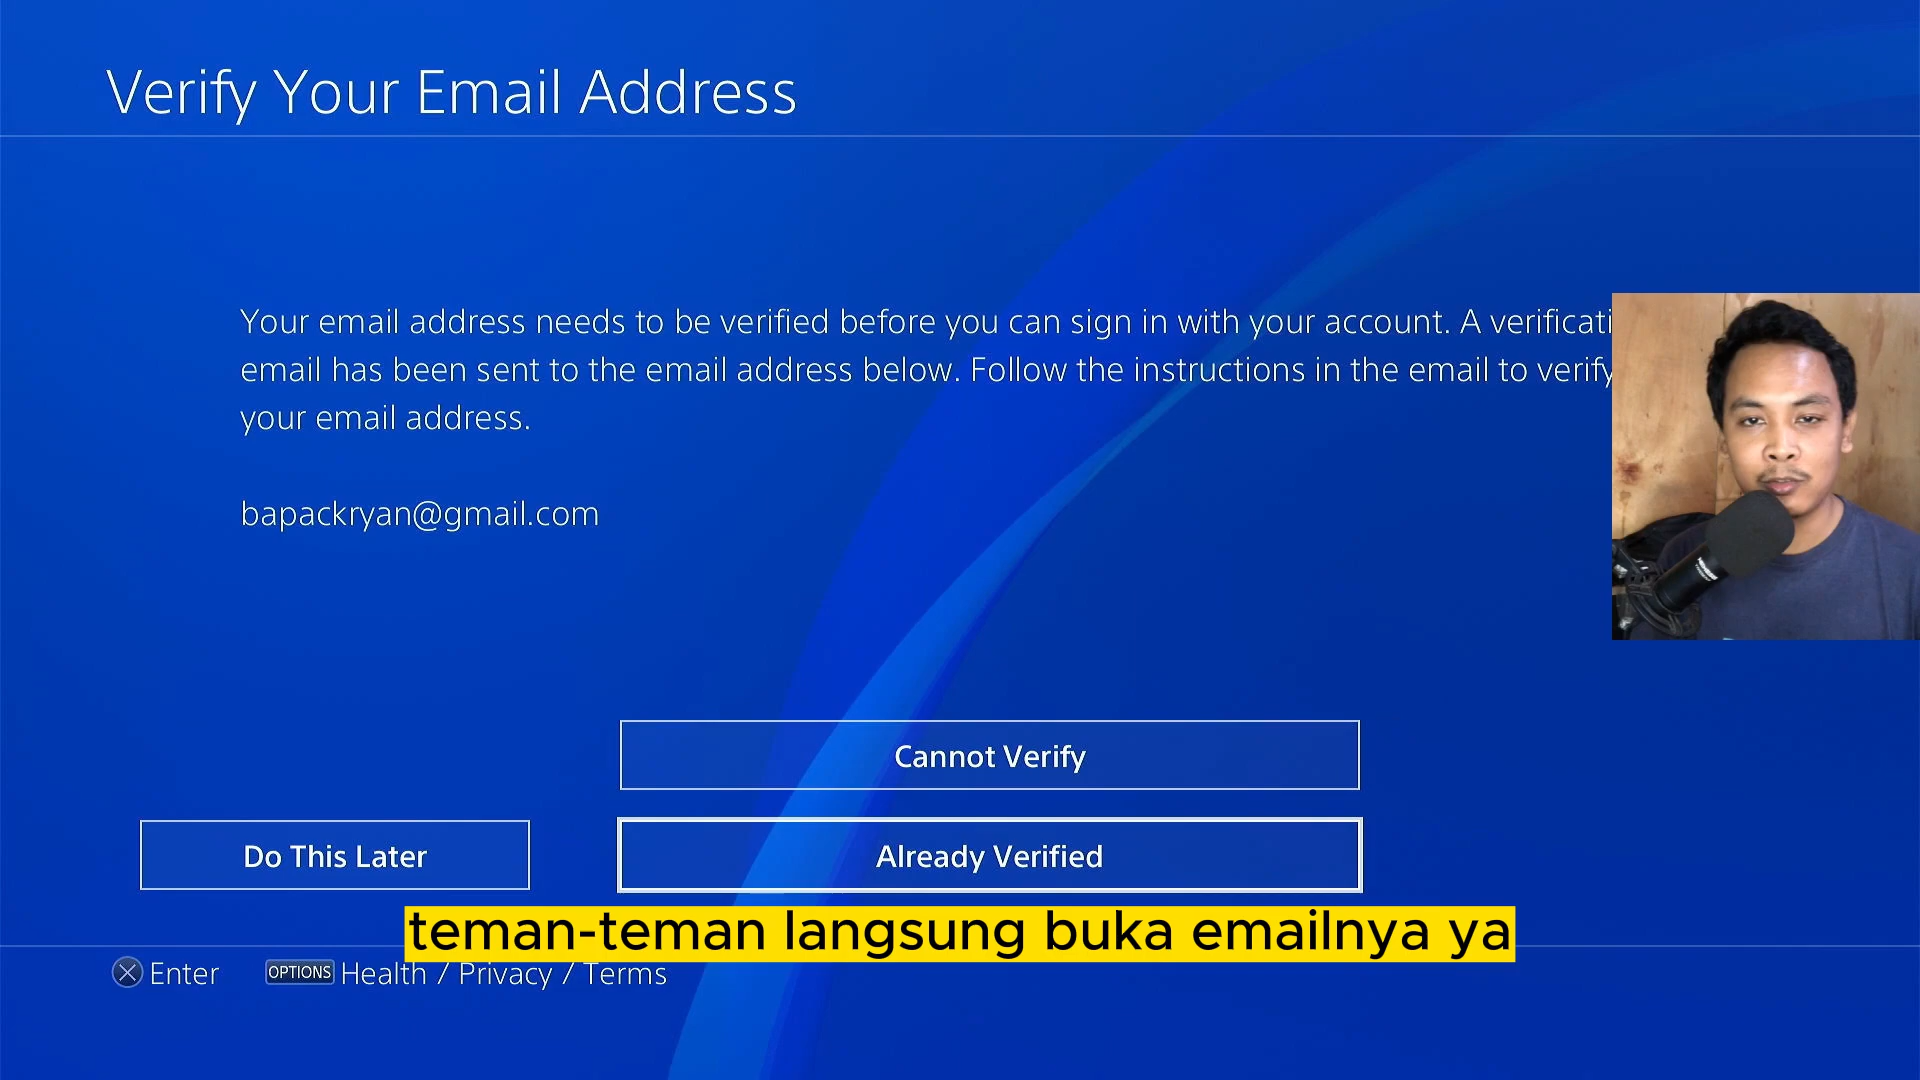 Verify Your Email Address
Your email address needs to be verified before you can sign in with your account. A verificati
email has been sent to the email address below. Follow the instructions in the email to verify
your email address.
bapackryan@gmail.com
Cannot Verify
Do This Later
Already Verified
teman-teman langsung buka emailnya ya
Enter
OPTIONS Health / Privacy / Terms